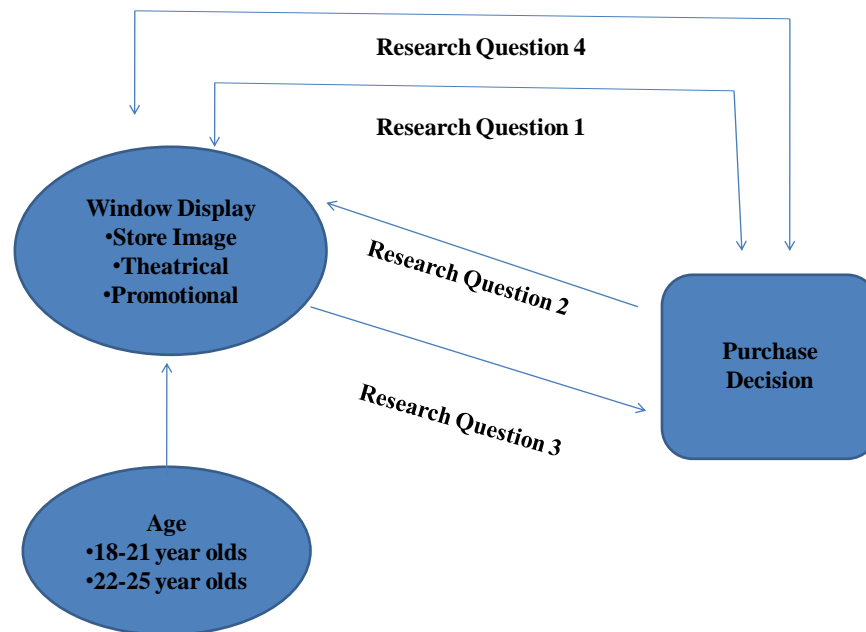 Research Question 4
Research Question 1
Window Display
•Store Image
•Theatrical
•Promotional
Research Question 2
Purchase
Decision
Research Question 3
Age
•18-21 year olds
•22-25 year olds